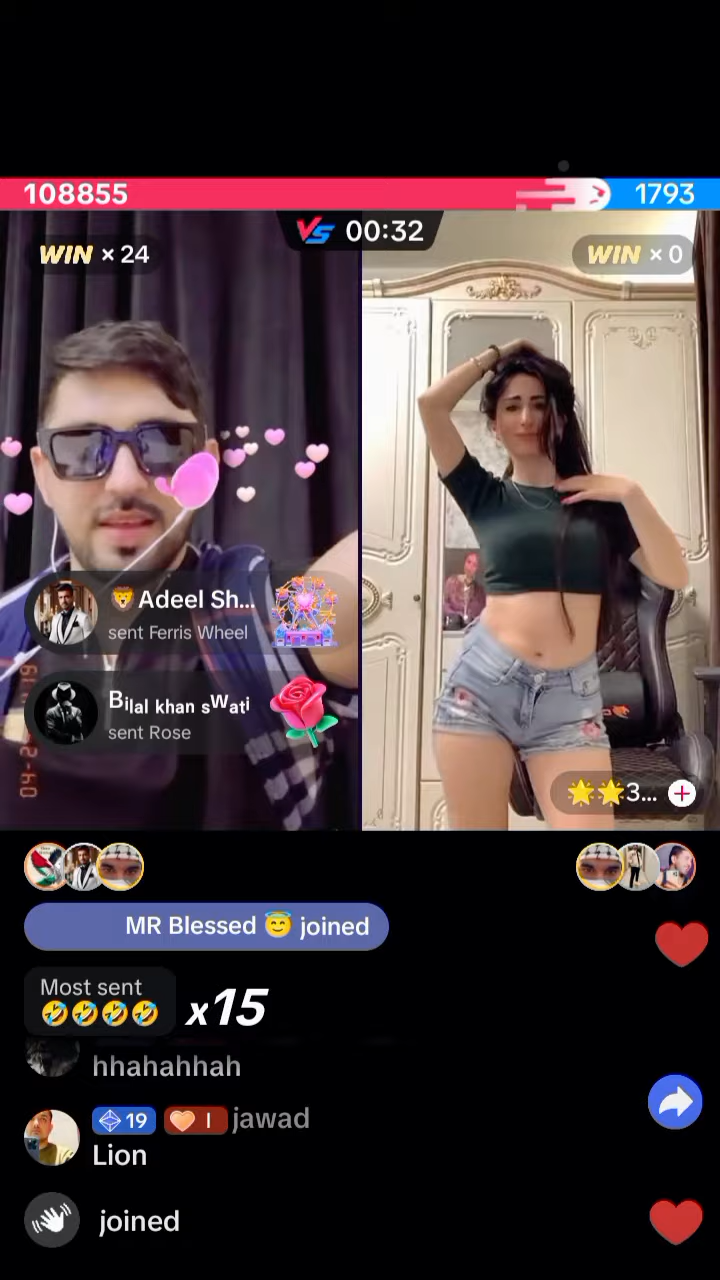 108855
1793
VS 00:32
WIN × 24
WIN × 0
🦁Adeel Sh...
sent Ferris Wheel
Bilal khan sWati
sent Rose
🌟🌟3...
MR Blessed 😇 joined
Most sent
🤣🤣🤣🤣 x15
hhahahhah
19 I jawad
Lion
joined